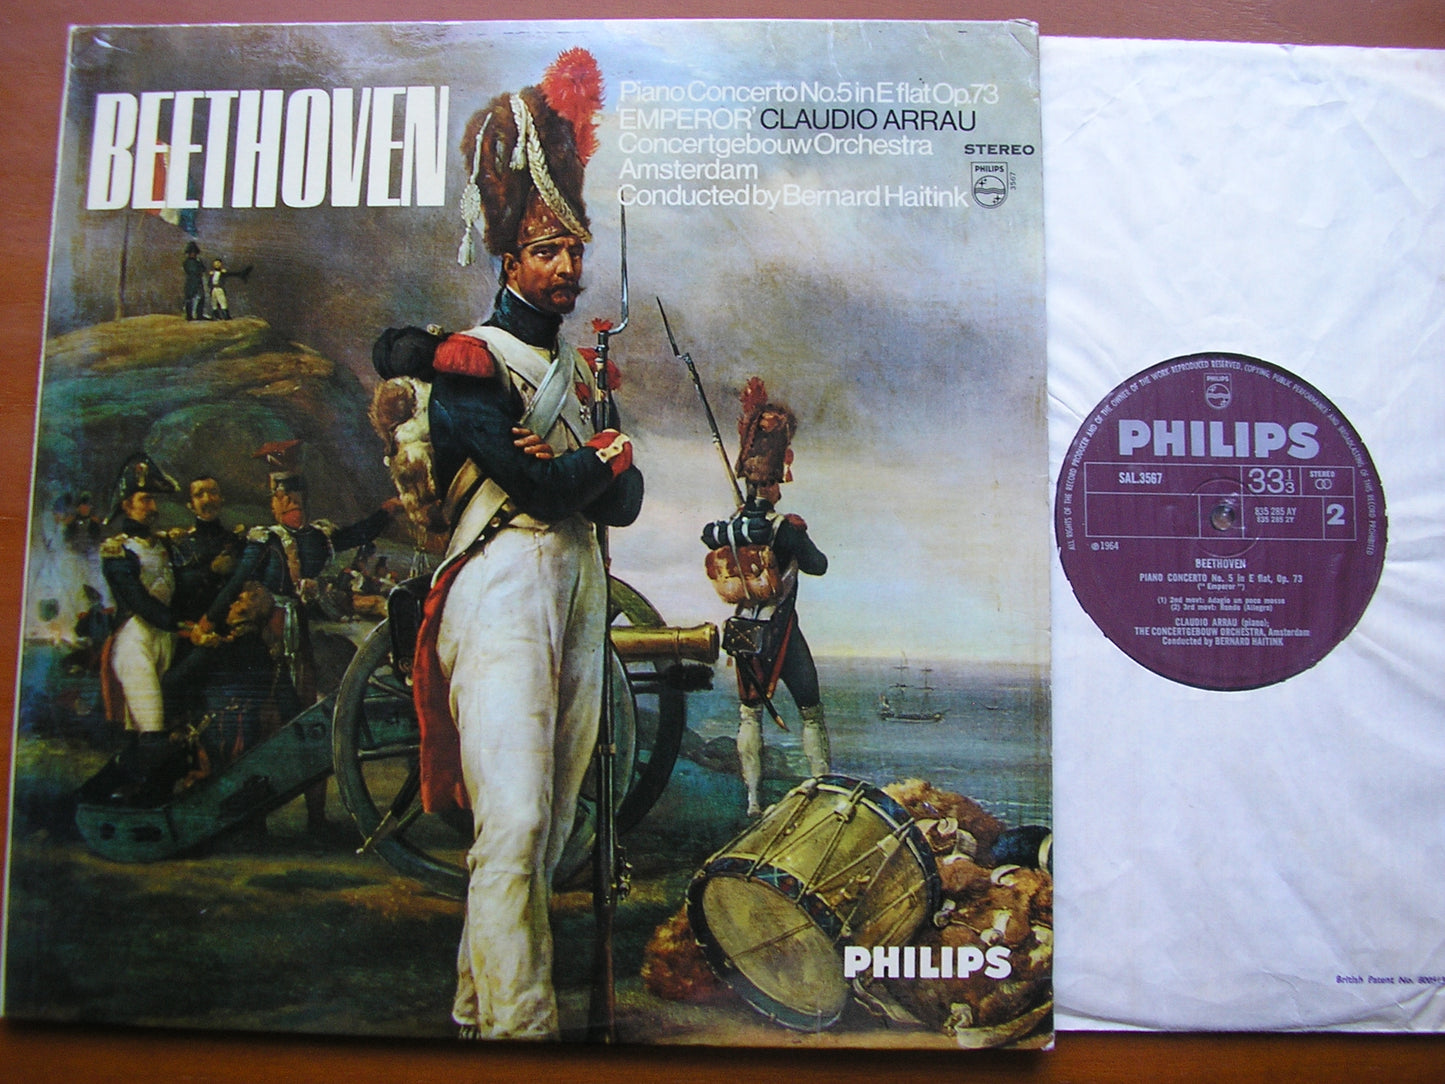 BEETHOVEN
Piano Concerto No.5 in E flat Op.73
'EMPEROR' CLAUDIO ARRAU
Concertgebouw Orchestra
Amsterdam
Conducted by Bernard Haitink
STEREO
PHILIPS
3567
PHILIPS
ALL RIGHTS OF THE RECORD PRODUCER AND OF THE OWNER OF THE WORK REPRODUCED RESERVED. COPYING, PUBLIC PERFORMANCE AND BROADCASTING OF THIS RECORD PROHIBITED
PHILIPS
PHILIPS
SAL.3567
33 1/3
STEREO
835 285 AY
835 285 2Y
2
℗ 1964
BEETHOVEN
PIANO CONCERTO No. 5 in E flat, Op. 73
("Emperor")
(1) 2nd movt: Adagio un poco mosso
(2) 3rd movt: Rondo (Allegro)
CLAUDIO ARRAU (piano);
THE CONCERTGEBOUW ORCHESTRA, Amsterdam
Conducted by BERNARD HAITINK
British Patent No.